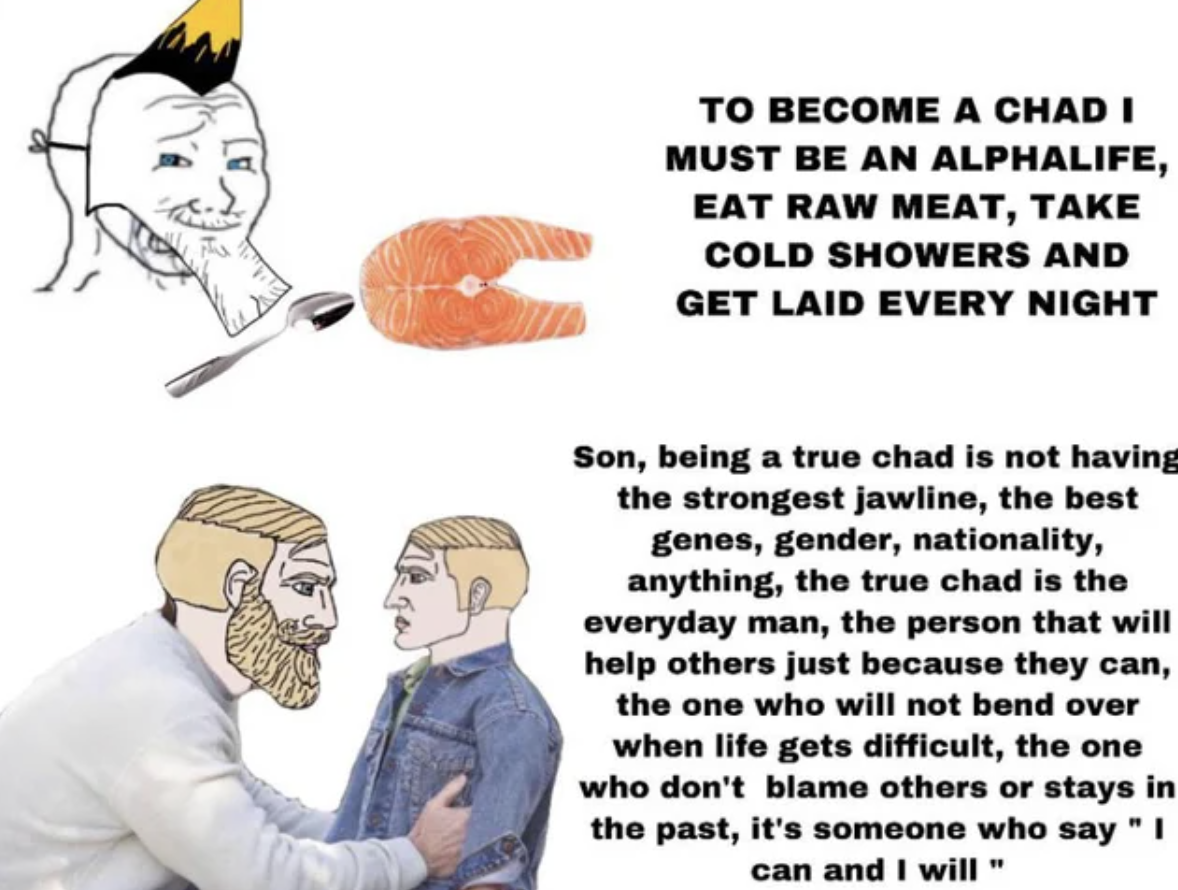 TO BECOME A CHAD I
MUST BE AN ALPHALIFE,
EAT RAW MEAT, TAKE
COLD SHOWERS AND
GET LAID EVERY NIGHT
Son, being a true chad is not having
the strongest jawline, the best
genes, gender, nationality,
anything, the true chad is the
everyday man, the person that will
help others just because they can,
the one who will not bend over
when life gets difficult, the one
who don't blame others or stays in
the past, it's someone who say " I
can and I will "